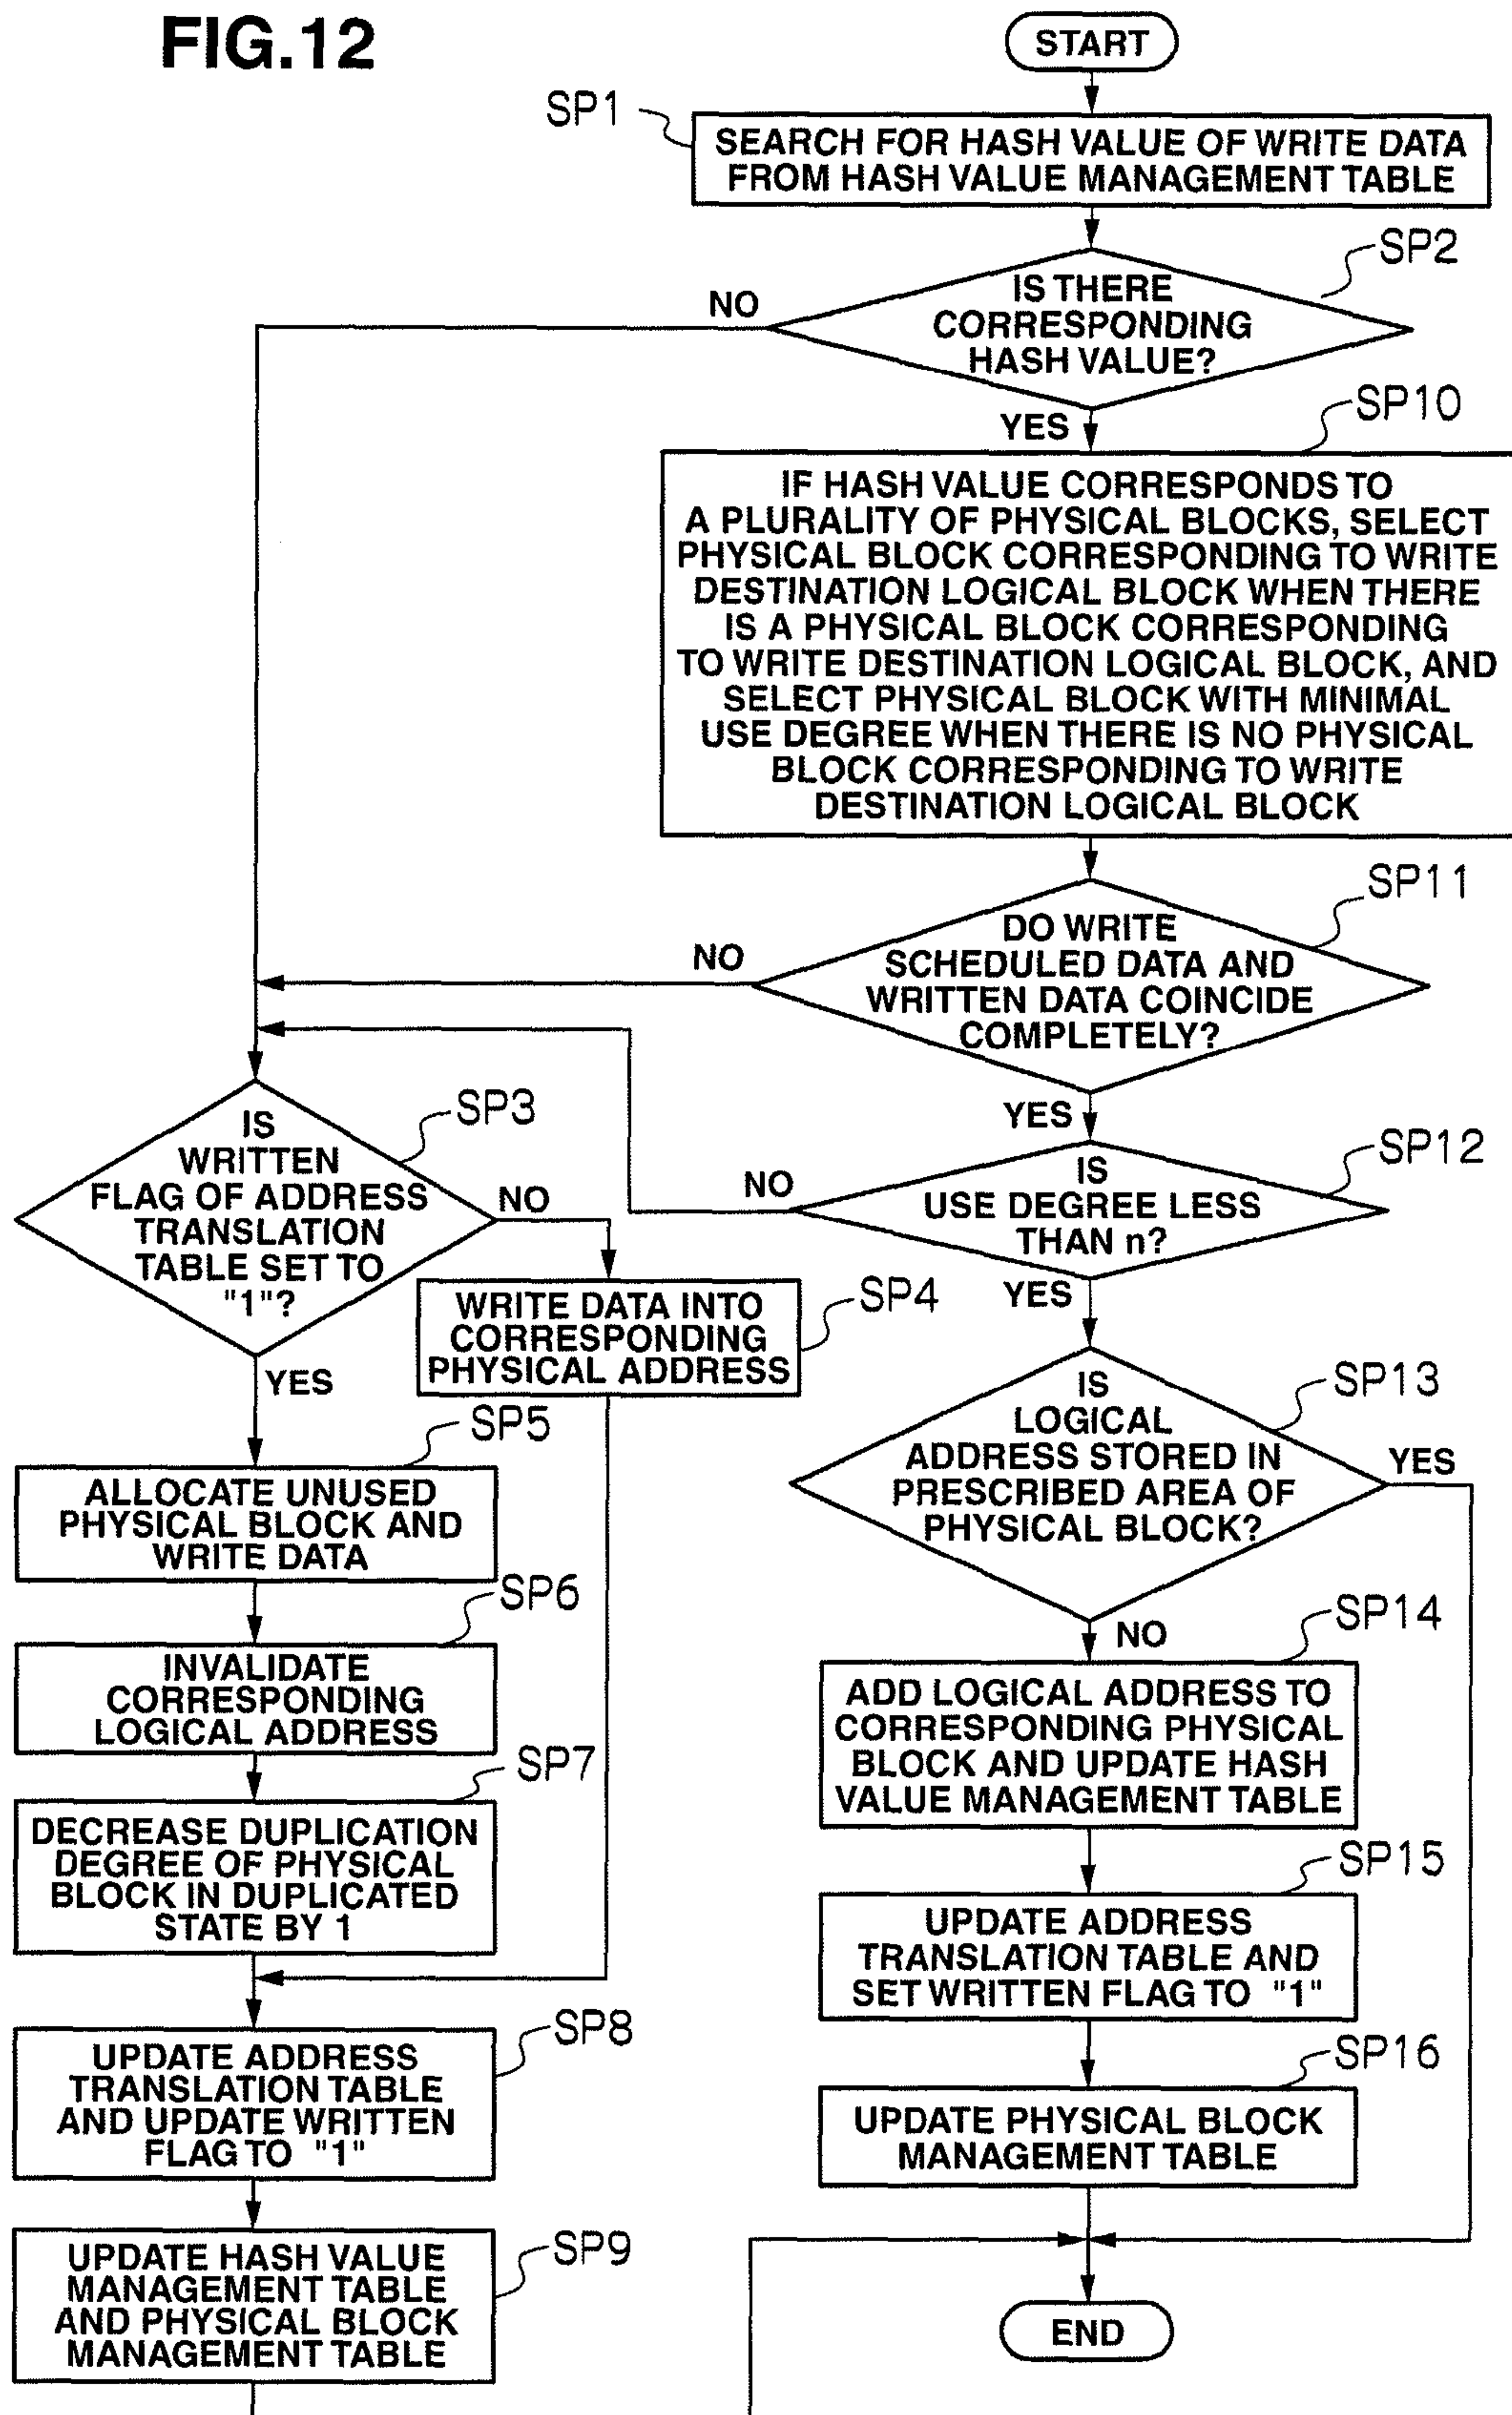 FIG.12
START
SP1
SEARCH FOR HASH VALUE OF WRITE DATA
FROM HASH VALUE MANAGEMENT TABLE
SP2
IS THERE
CORRESPONDING
HASH VALUE?
NO
YES
SP10
IF HASH VALUE CORRESPONDS TO
A PLURALITY OF PHYSICAL BLOCKS, SELECT
PHYSICAL BLOCK CORRESPONDING TO WRITE
DESTINATION LOGICAL BLOCK WHEN THERE
IS A PHYSICAL BLOCK CORRESPONDING
TO WRITE DESTINATION LOGICAL BLOCK, AND
SELECT PHYSICAL BLOCK WITH MINIMAL
USE DEGREE WHEN THERE IS NO PHYSICAL
BLOCK CORRESPONDING TO WRITE
DESTINATION LOGICAL BLOCK
SP11
DO WRITE
SCHEDULED DATA AND
WRITTEN DATA COINCIDE
COMPLETELY?
NO
YES
SP3
IS
WRITTEN
FLAG OF ADDRESS
TRANSLATION
TABLE SET TO
"1"?
NO
YES
SP12
IS
USE DEGREE LESS
THAN n?
NO
YES
SP4
WRITE DATA INTO
CORRESPONDING
PHYSICAL ADDRESS
SP13
IS
LOGICAL
ADDRESS STORED IN
PRESCRIBED AREA OF
PHYSICAL BLOCK?
YES
NO
SP5
ALLOCATE UNUSED
PHYSICAL BLOCK AND
WRITE DATA
SP6
INVALIDATE
CORRESPONDING
LOGICAL ADDRESS
SP14
ADD LOGICAL ADDRESS TO
CORRESPONDING PHYSICAL
BLOCK AND UPDATE HASH
VALUE MANAGEMENT TABLE
SP7
DECREASE DUPLICATION
DEGREE OF PHYSICAL
BLOCK IN DUPLICATED
STATE BY 1
SP15
UPDATE ADDRESS
TRANSLATION TABLE AND
SET WRITTEN FLAG TO "1"
SP8
UPDATE ADDRESS
TRANSLATION TABLE
AND UPDATE WRITTEN
FLAG TO "1"
SP16
UPDATE PHYSICAL BLOCK
MANAGEMENT TABLE
SP9
UPDATE HASH VALUE
MANAGEMENT TABLE
AND PHYSICAL BLOCK
MANAGEMENT TABLE
END